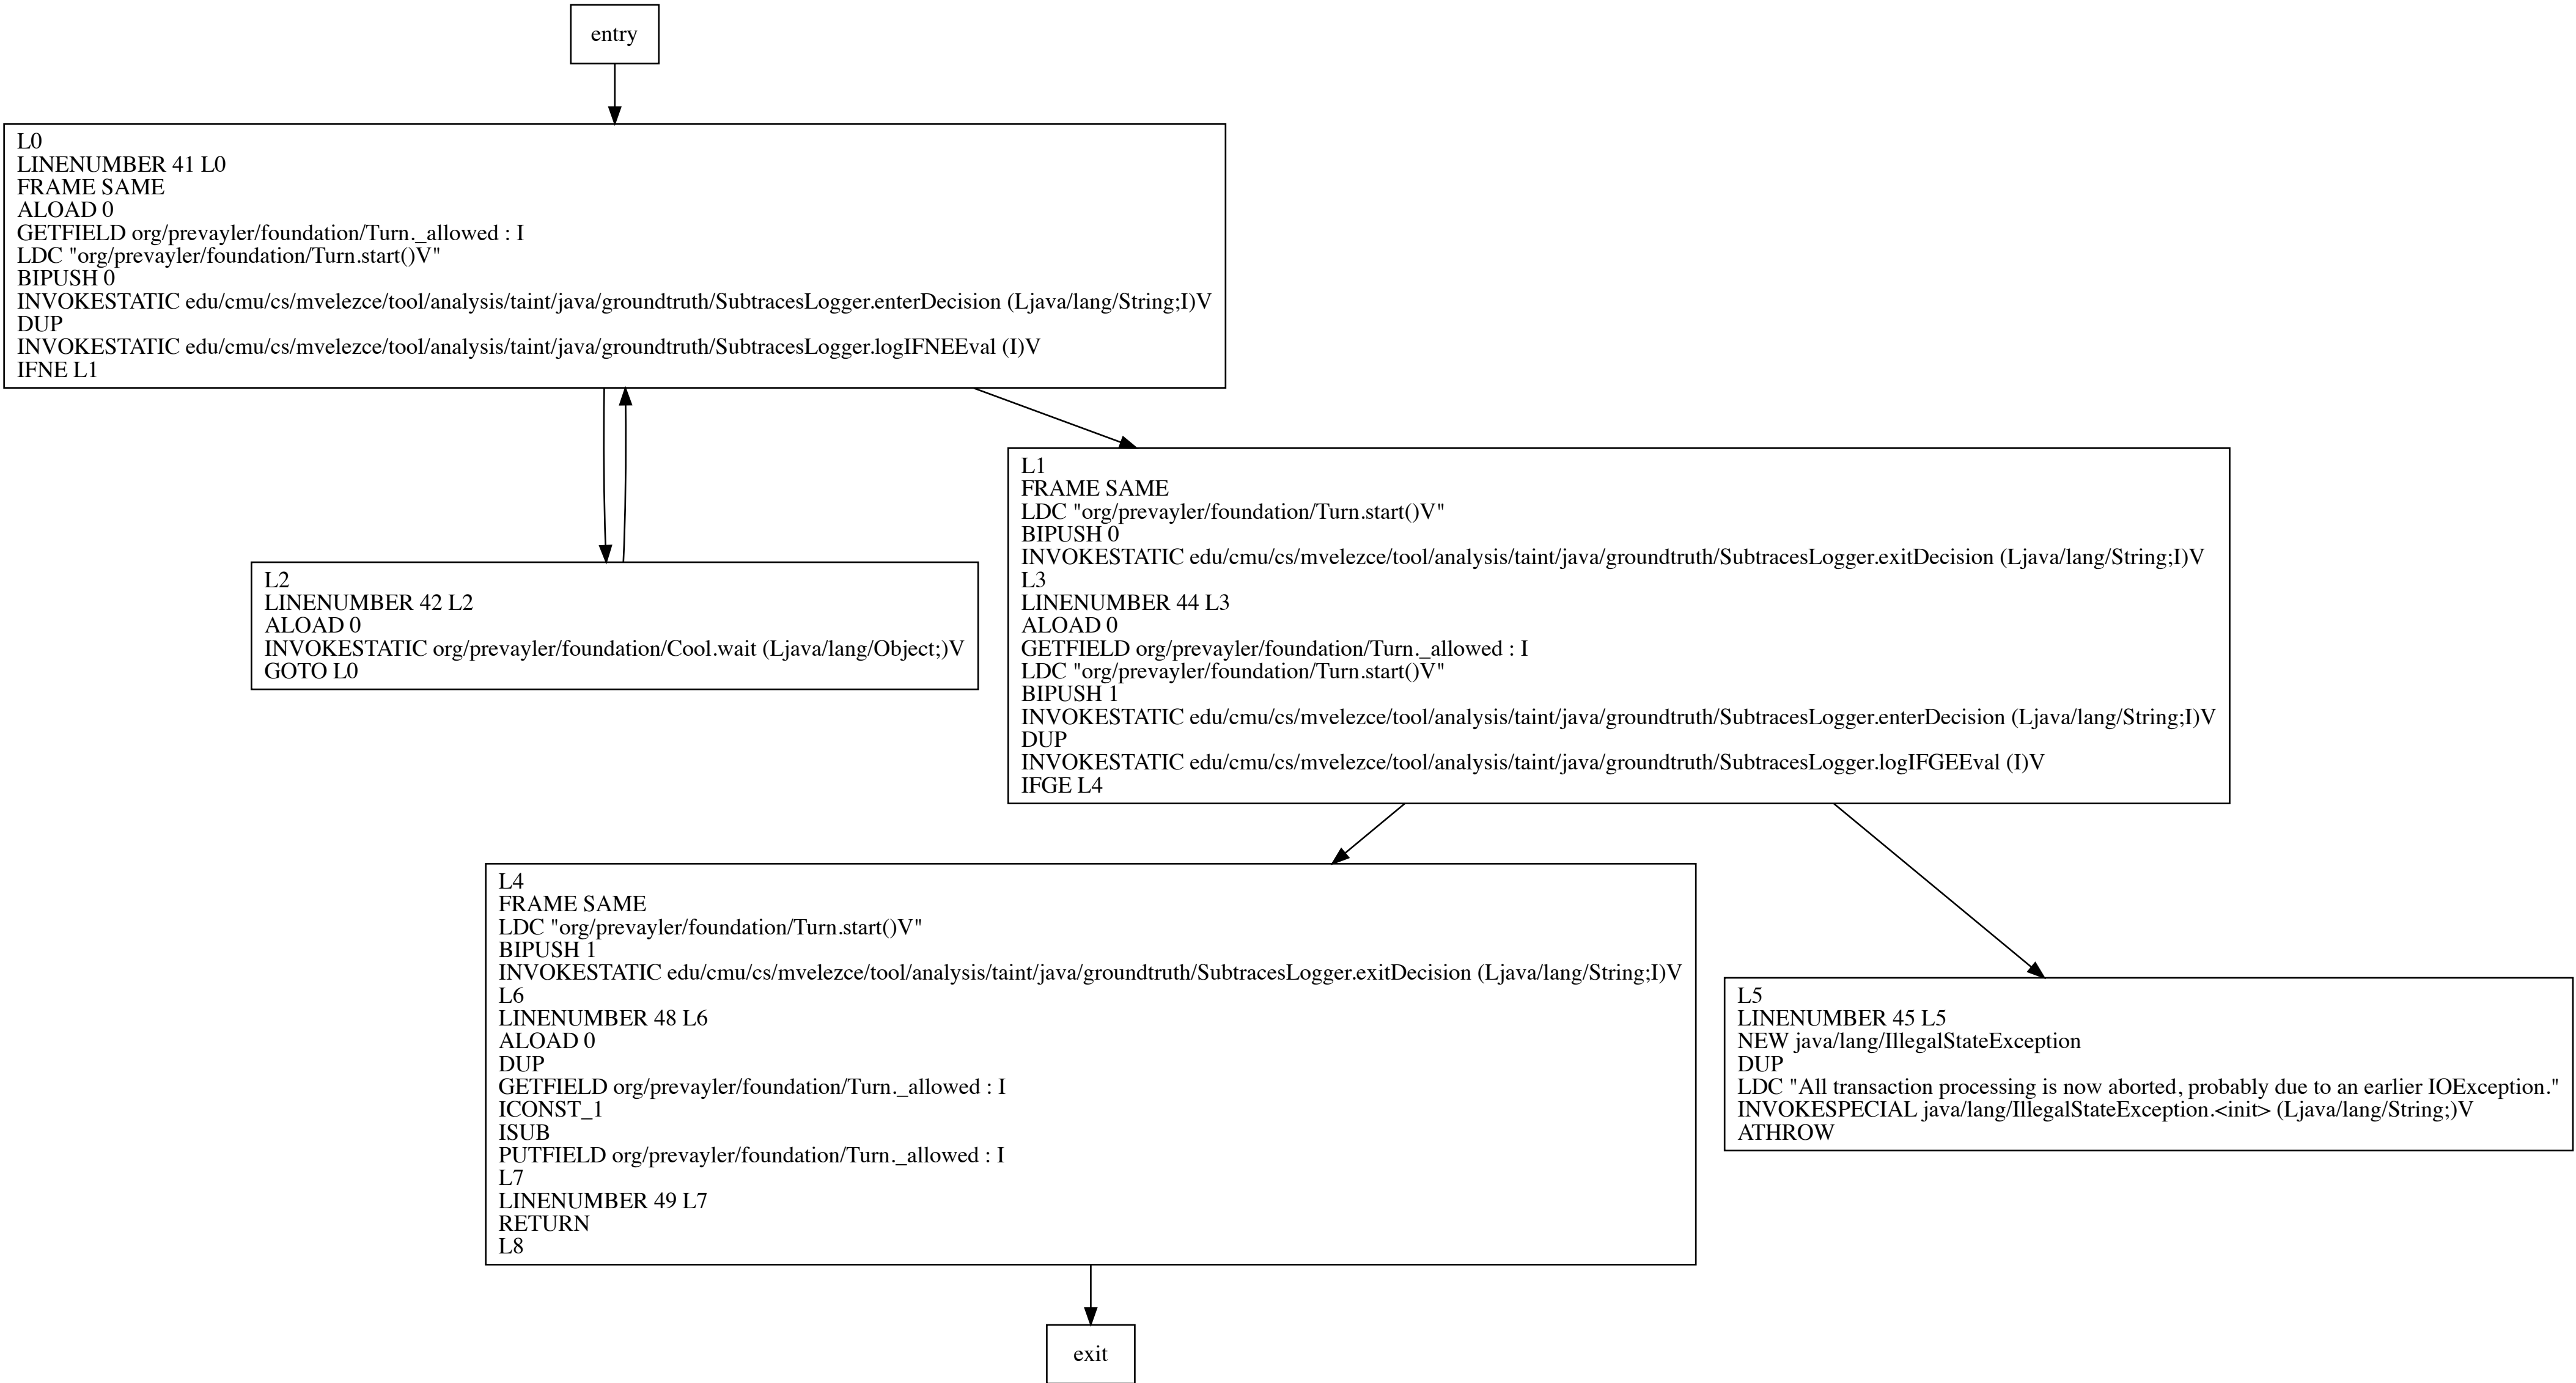 entry
L0
LINENUMBER 41 L0
FRAME SAME
ALOAD 0
GETFIELD org/prevayler/foundation/Turn._allowed : I
LDC "org/prevayler/foundation/Turn.start()V"
BIPUSH 0
INVOKESTATIC edu/cmu/cs/mvelezce/tool/analysis/taint/java/groundtruth/SubtracesLogger.enterDecision (Ljava/lang/String;I)V
DUP
INVOKESTATIC edu/cmu/cs/mvelezce/tool/analysis/taint/java/groundtruth/SubtracesLogger.logIFNEEval (I)V
IFNE L1
L2
LINENUMBER 42 L2
ALOAD 0
INVOKESTATIC org/prevayler/foundation/Cool.wait (Ljava/lang/Object;)V
GOTO L0
L1
FRAME SAME
LDC "org/prevayler/foundation/Turn.start()V"
BIPUSH 0
INVOKESTATIC edu/cmu/cs/mvelezce/tool/analysis/taint/java/groundtruth/SubtracesLogger.exitDecision (Ljava/lang/String;I)V
L3
LINENUMBER 44 L3
ALOAD 0
GETFIELD org/prevayler/foundation/Turn._allowed : I
LDC "org/prevayler/foundation/Turn.start()V"
BIPUSH 1
INVOKESTATIC edu/cmu/cs/mvelezce/tool/analysis/taint/java/groundtruth/SubtracesLogger.enterDecision (Ljava/lang/String;I)V
DUP
INVOKESTATIC edu/cmu/cs/mvelezce/tool/analysis/taint/java/groundtruth/SubtracesLogger.logIFGEEval (I)V
IFGE L4
L4
FRAME SAME
LDC "org/prevayler/foundation/Turn.start()V"
BIPUSH 1
INVOKESTATIC edu/cmu/cs/mvelezce/tool/analysis/taint/java/groundtruth/SubtracesLogger.exitDecision (Ljava/lang/String;I)V
L6
LINENUMBER 48 L6
ALOAD 0
DUP
GETFIELD org/prevayler/foundation/Turn._allowed : I
ICONST_1
ISUB
PUTFIELD org/prevayler/foundation/Turn._allowed : I
L7
LINENUMBER 49 L7
RETURN
L8
L5
LINENUMBER 45 L5
NEW java/lang/IllegalStateException
DUP
LDC "All transaction processing is now aborted, probably due to an earlier IOException."
INVOKESPECIAL java/lang/IllegalStateException.<init> (Ljava/lang/String;)V
ATHROW
exit